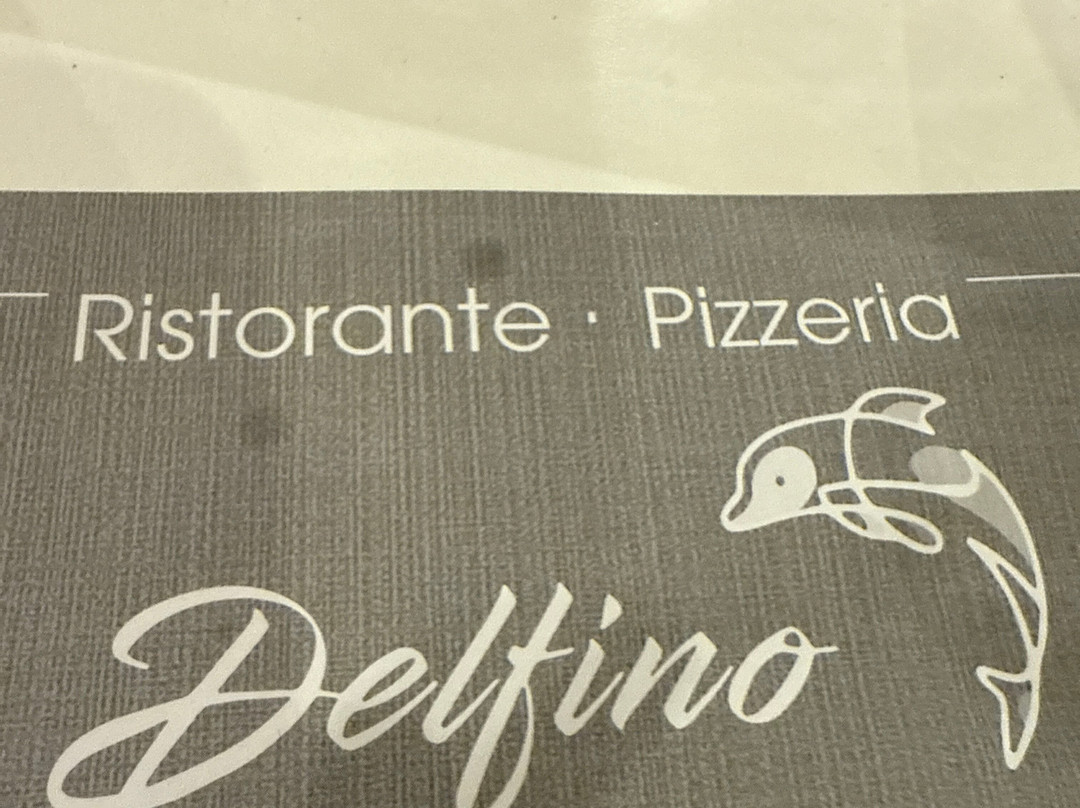 Ristorante · Pizzeria
Delfino